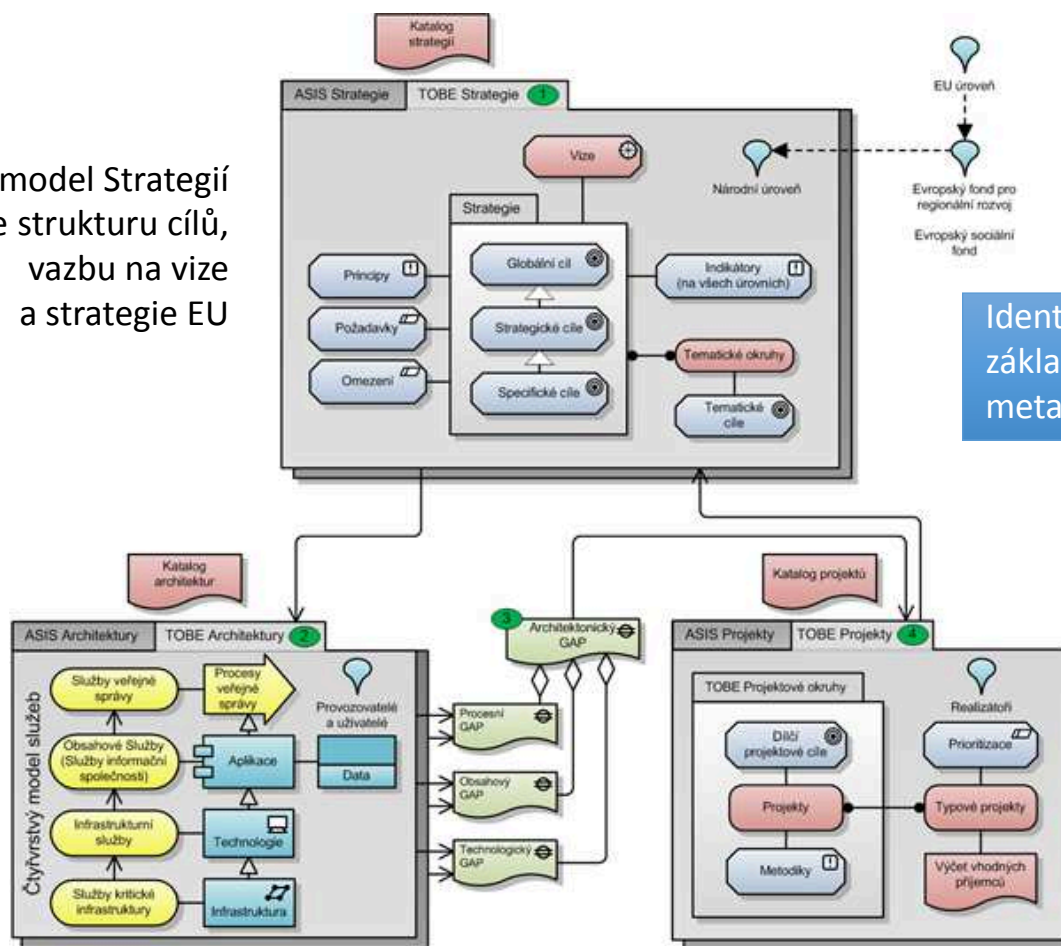 Katalog
strategií
ASIS Strategie
TOBE Strategie
1
EU úroveň
Vize
Národní úroveň
Evropský fond pro
regionální rozvoj
Evropský sociální
fond
model Strategií
e strukturu cílů,
vazbu na vize
a strategie EU
Strategie
Principy
Globální cíl
Indikátory
(na všech úrovních)
Požadavky
Strategické cíle
Omezení
Tematické okruhy
Specifické cíle
Tematické
cíle
Ident
zákla
meta
Katalog
architektur
Katalog projektů
ASIS Architektury
TOBE Architektury
2
3
Architektonický
GAP
ASIS Projekty
TOBE Projekty
4
Čtyřvrstvý model služeb
Služby veřejné
správy
Procesy
veřejné
správy
Provozovatelé
a uživatelé
Obsahové Služby
(Služby informační
společnosti)
Aplikace
Data
Infrastrukturní
služby
Technologie
Služby kritické
infrastruktury
Infrastruktura
Procesní
GAP
Obsahový
GAP
Technologický
GAP
TOBE Projektové okruhy
Realizátoři
Dílčí
projektové cíle
Prioritizace
Projekty
Typové projekty
Metodiky
Výčet vhodných
příjemců